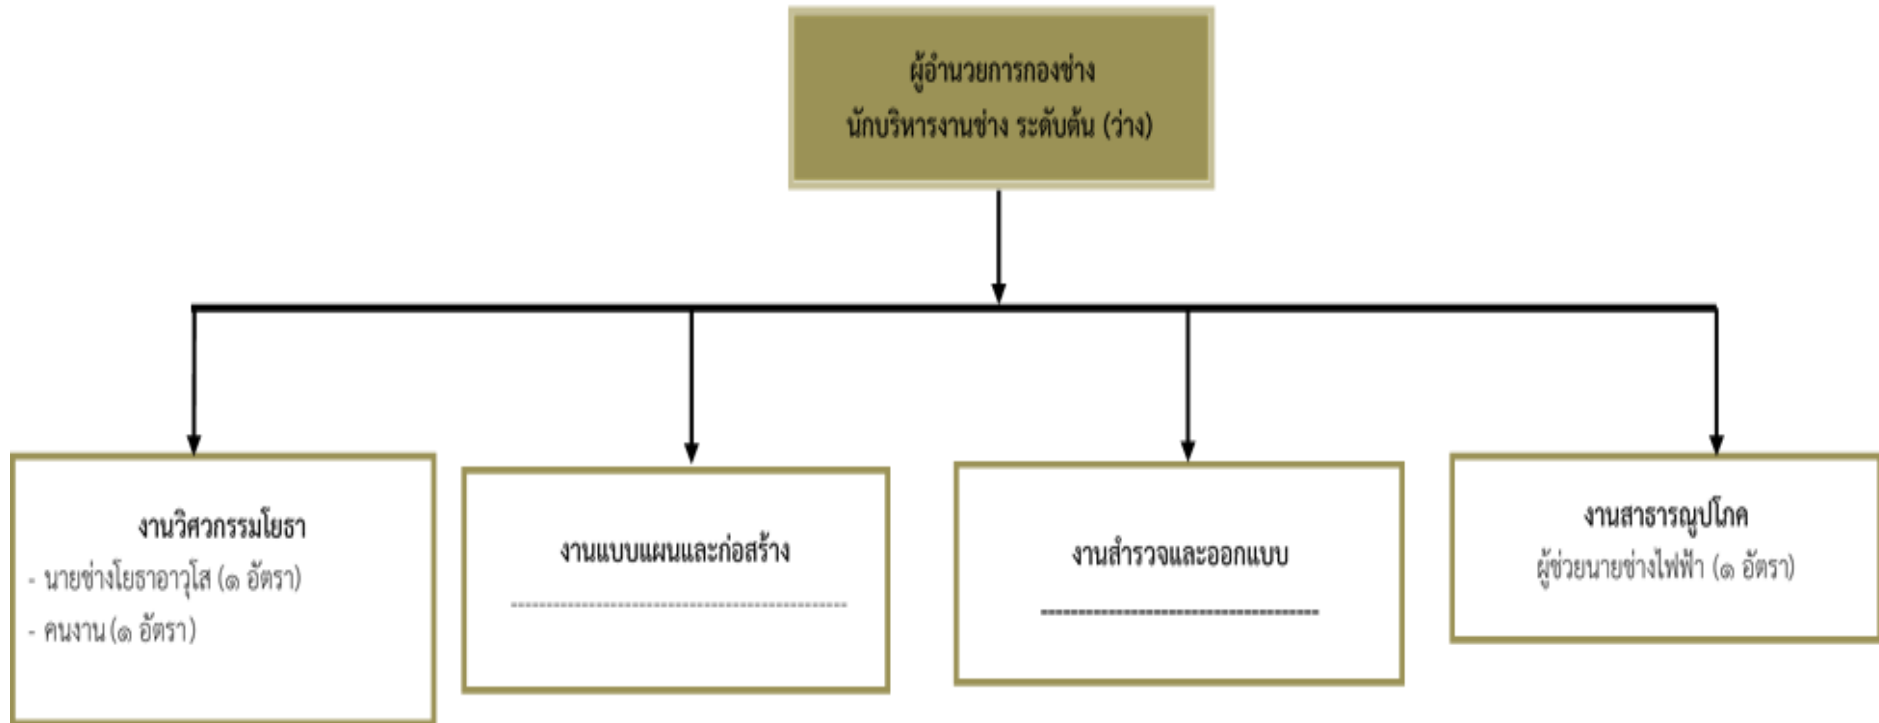 ผู้อำนวยการกองช่าง
นักบริหารงานช่าง ระดับต้น (ว่าง)
งานวิศวกรรมโยธา
- นายช่างโยธาอาวุโส (๑ อัตรา)
- คนงาน (๑ อัตรา)
งานแบบแผนและก่อสร้าง
งานสำรวจและออกแบบ
งานสาธารณูปโภค
ผู้ช่วยนายช่างไฟฟ้า (๑ อัตรา)